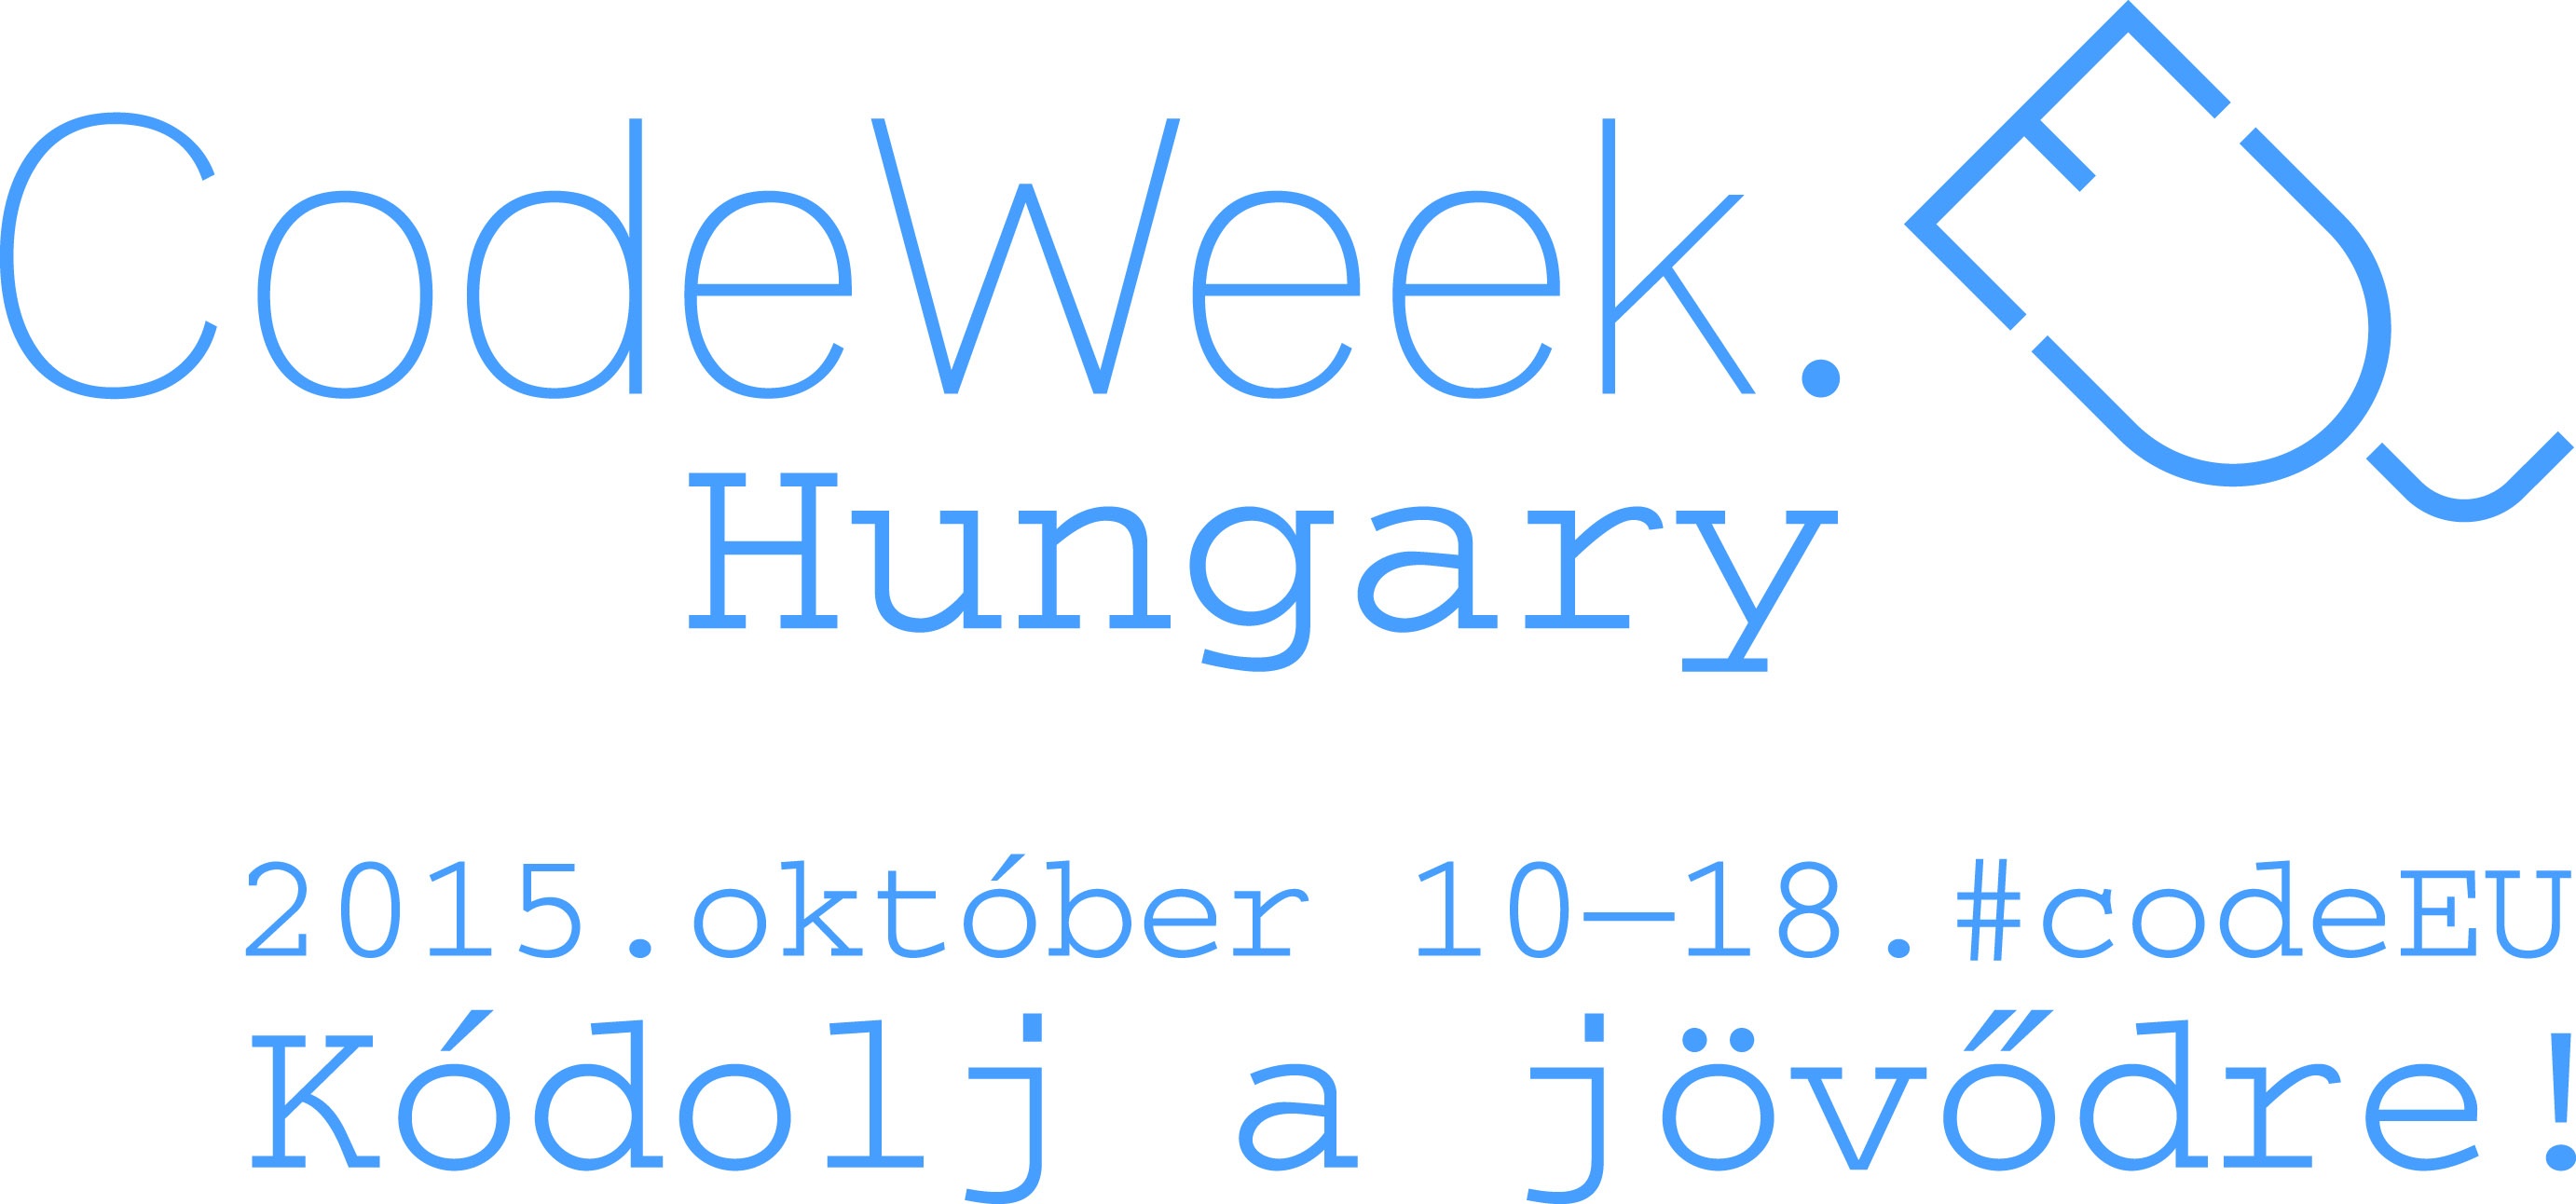 CodeWeek.EU
Hungary
2015.október 10—18.#codeEU
Kódolj a jövődre!